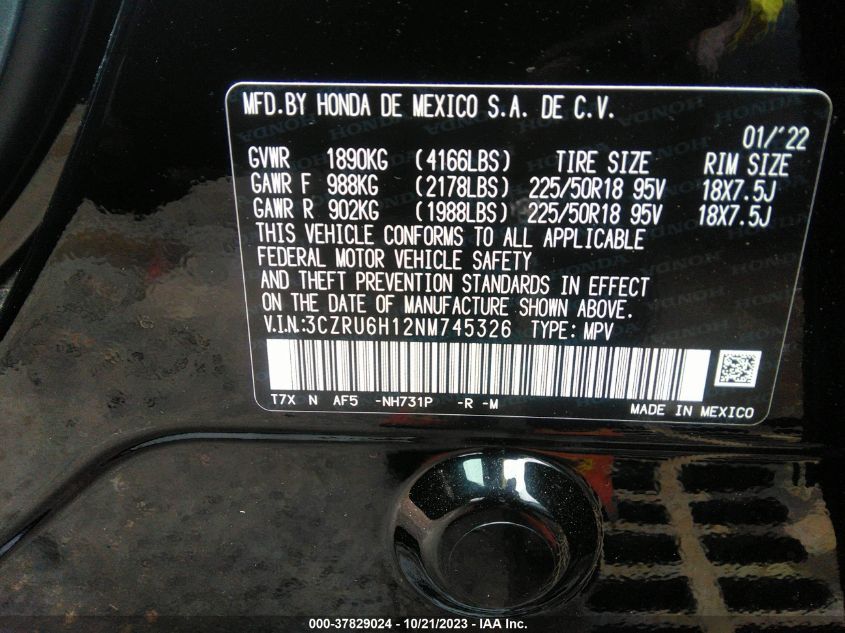 MFD.BY HONDA DE MEXICO S.A. DE C.V.
01/'22
GVWR 1890KG (4166LBS) TIRE SIZE RIM SIZE
GAWR F 988KG (2178LBS) 225/50R18 95V 18X7.5J
GAWR R 902KG (1988LBS) 225/50R18 95V 18X7.5J
THIS VEHICLE CONFORMS TO ALL APPLICABLE
FEDERAL MOTOR VEHICLE SAFETY
AND THEFT PREVENTION STANDARDS IN EFFECT
ON THE DATE OF MANUFACTURE SHOWN ABOVE.
V.I.N.:3CZRU6H12NM745326 TYPE: MPV
T7X N AF5 -NH731P -R -M
MADE IN MEXICO
000-37829024 - 10/21/2023 - IAA Inc.